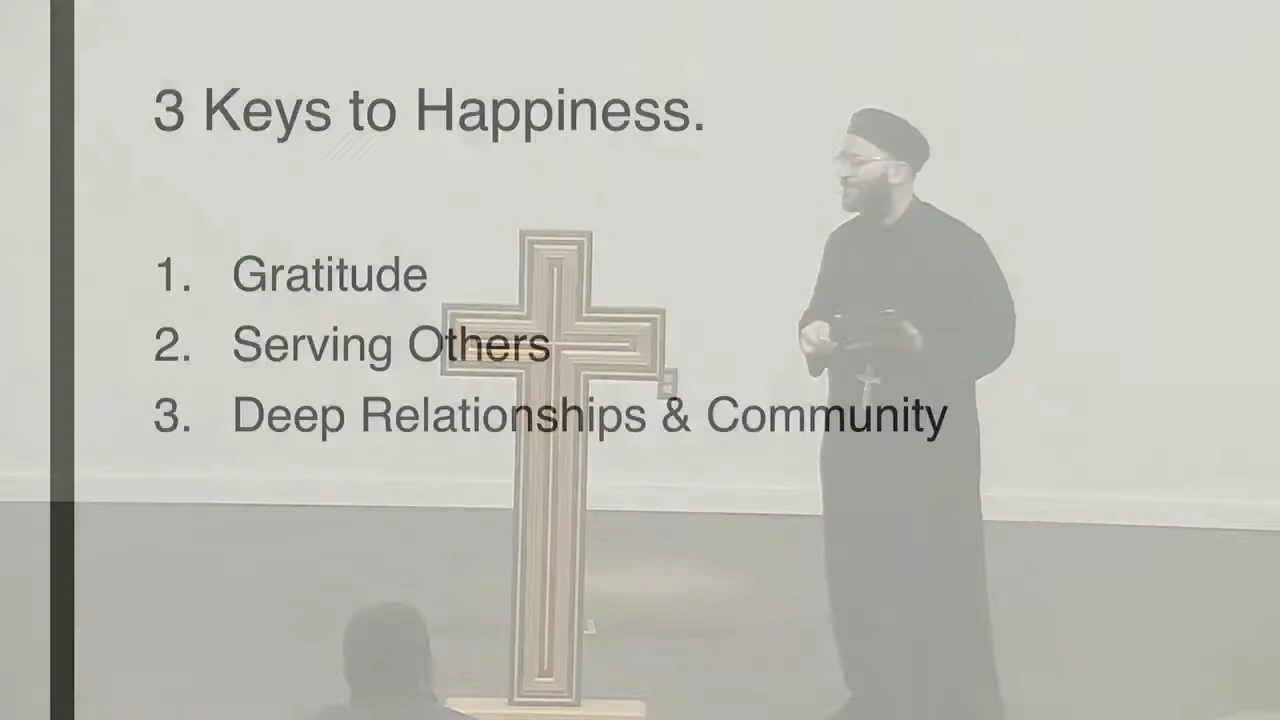 3 Keys to Happiness.
1. Gratitude
2. Serving Others
3. Deep Relationships & Community